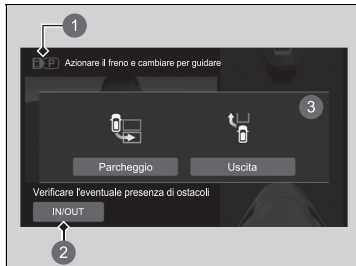 1
P Azionare il freno e cambiare per guidare
3
Parcheggio Uscita
Verificare l'eventuale presenza di ostacoli
IN/OUT
2